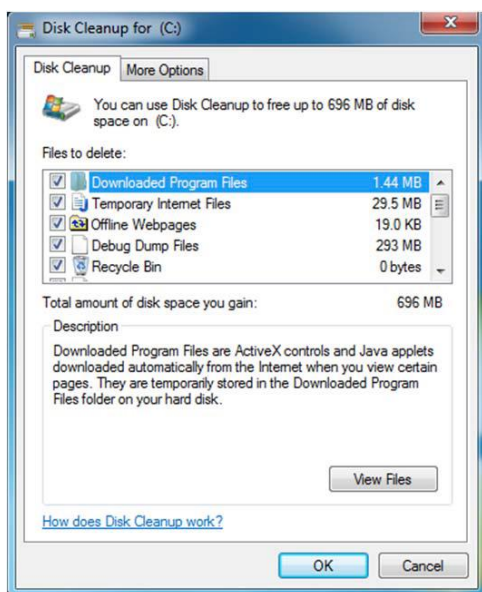 Disk Cleanup for (C:)
Disk Cleanup
More Options
You can use Disk Cleanup to free up to 696 MB of disk
space on (C:).
Files to delete:
Downloaded Program Files 1.44 MB
Temporary Internet Files 29.5 MB
Offline Webpages 19.0 KB
Debug Dump Files 293 MB
Recycle Bin 0 bytes
Total amount of disk space you gain: 696 MB
Description
Downloaded Program Files are ActiveX controls and Java applets
downloaded automatically from the Internet when you view certain
pages. They are temporarily stored in the Downloaded Program
Files folder on your hard disk.
View Files
How does Disk Cleanup work?
OK
Cancel